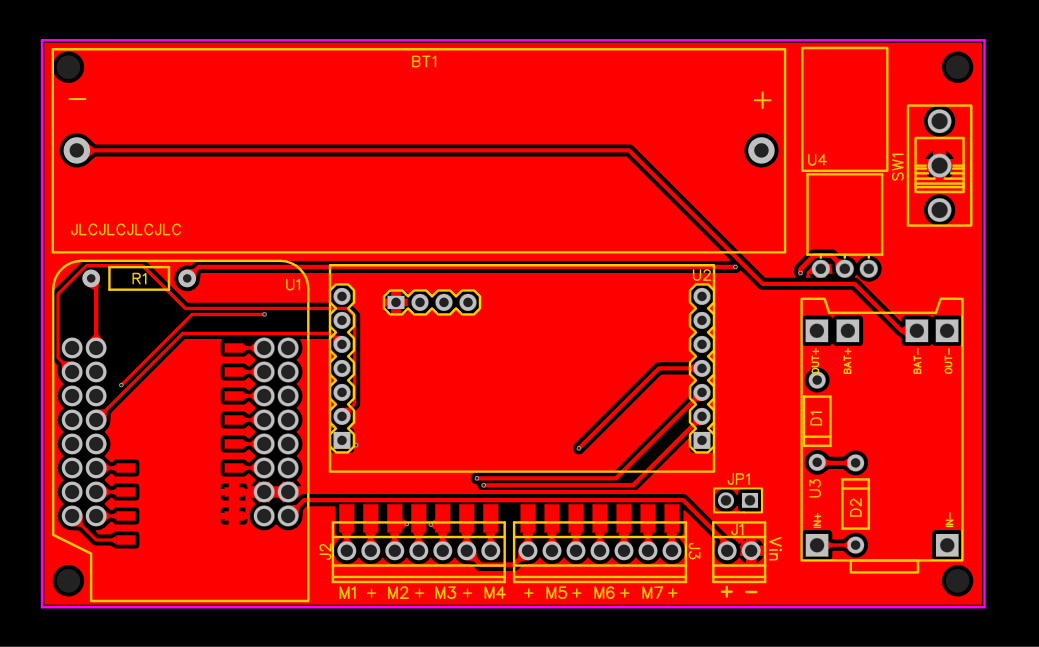 BT1
− +
U4
SW1
JLCJLCJLCJLC
R1
U1
U2
OUT+
BAT+
BAT−
OUT−
D1
U3
D2
JP1
IN+
IN−
J2
J3
J1
Vin
M1 + M2 + M3 + M4 + M5 + M6 + M7 +
+ −